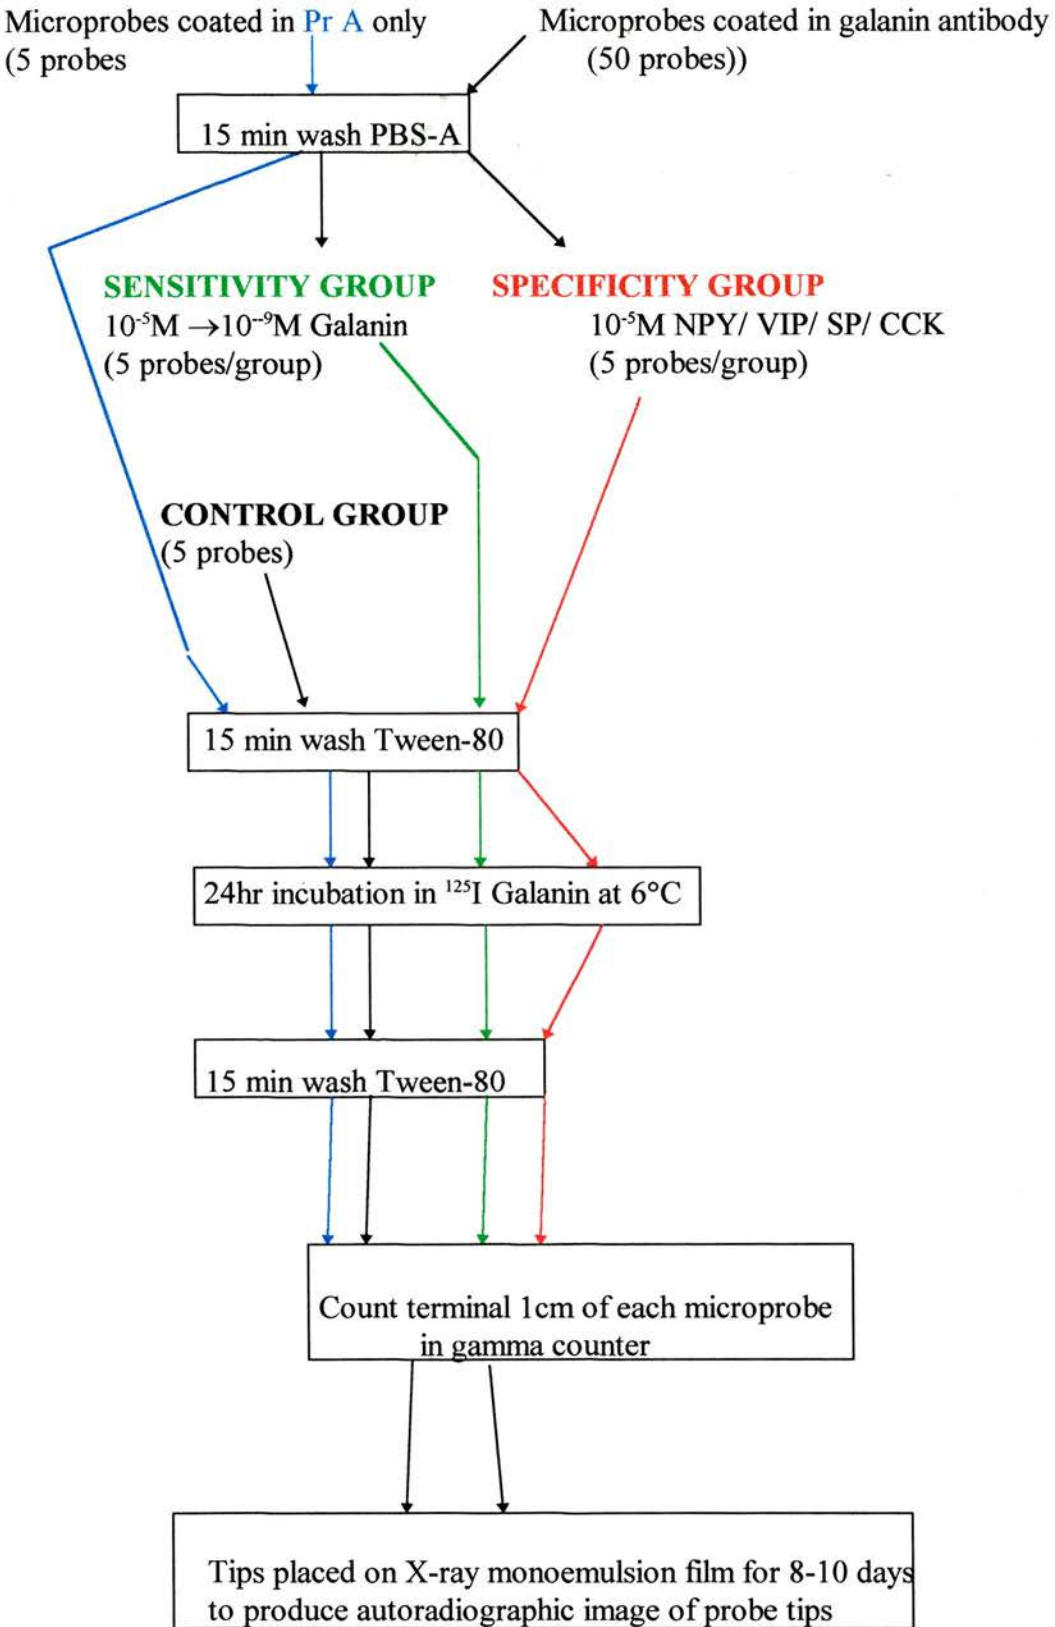 Microprobes coated in Pr A only
(5 probes
Microprobes coated in galanin antibody
(50 probes))
15 min wash PBS-A
SENSITIVITY GROUP
10⁻⁵M →10⁻⁻⁹M Galanin
(5 probes/group)
SPECIFICITY GROUP
10⁻⁵M NPY/ VIP/ SP/ CCK
(5 probes/group)
CONTROL GROUP
(5 probes)
15 min wash Tween-80
24hr incubation in ¹²⁵I Galanin at 6°C
15 min wash Tween-80
Count terminal 1cm of each microprobe
in gamma counter
Tips placed on X-ray monoemulsion film for 8-10 days
to produce autoradiographic image of probe tips